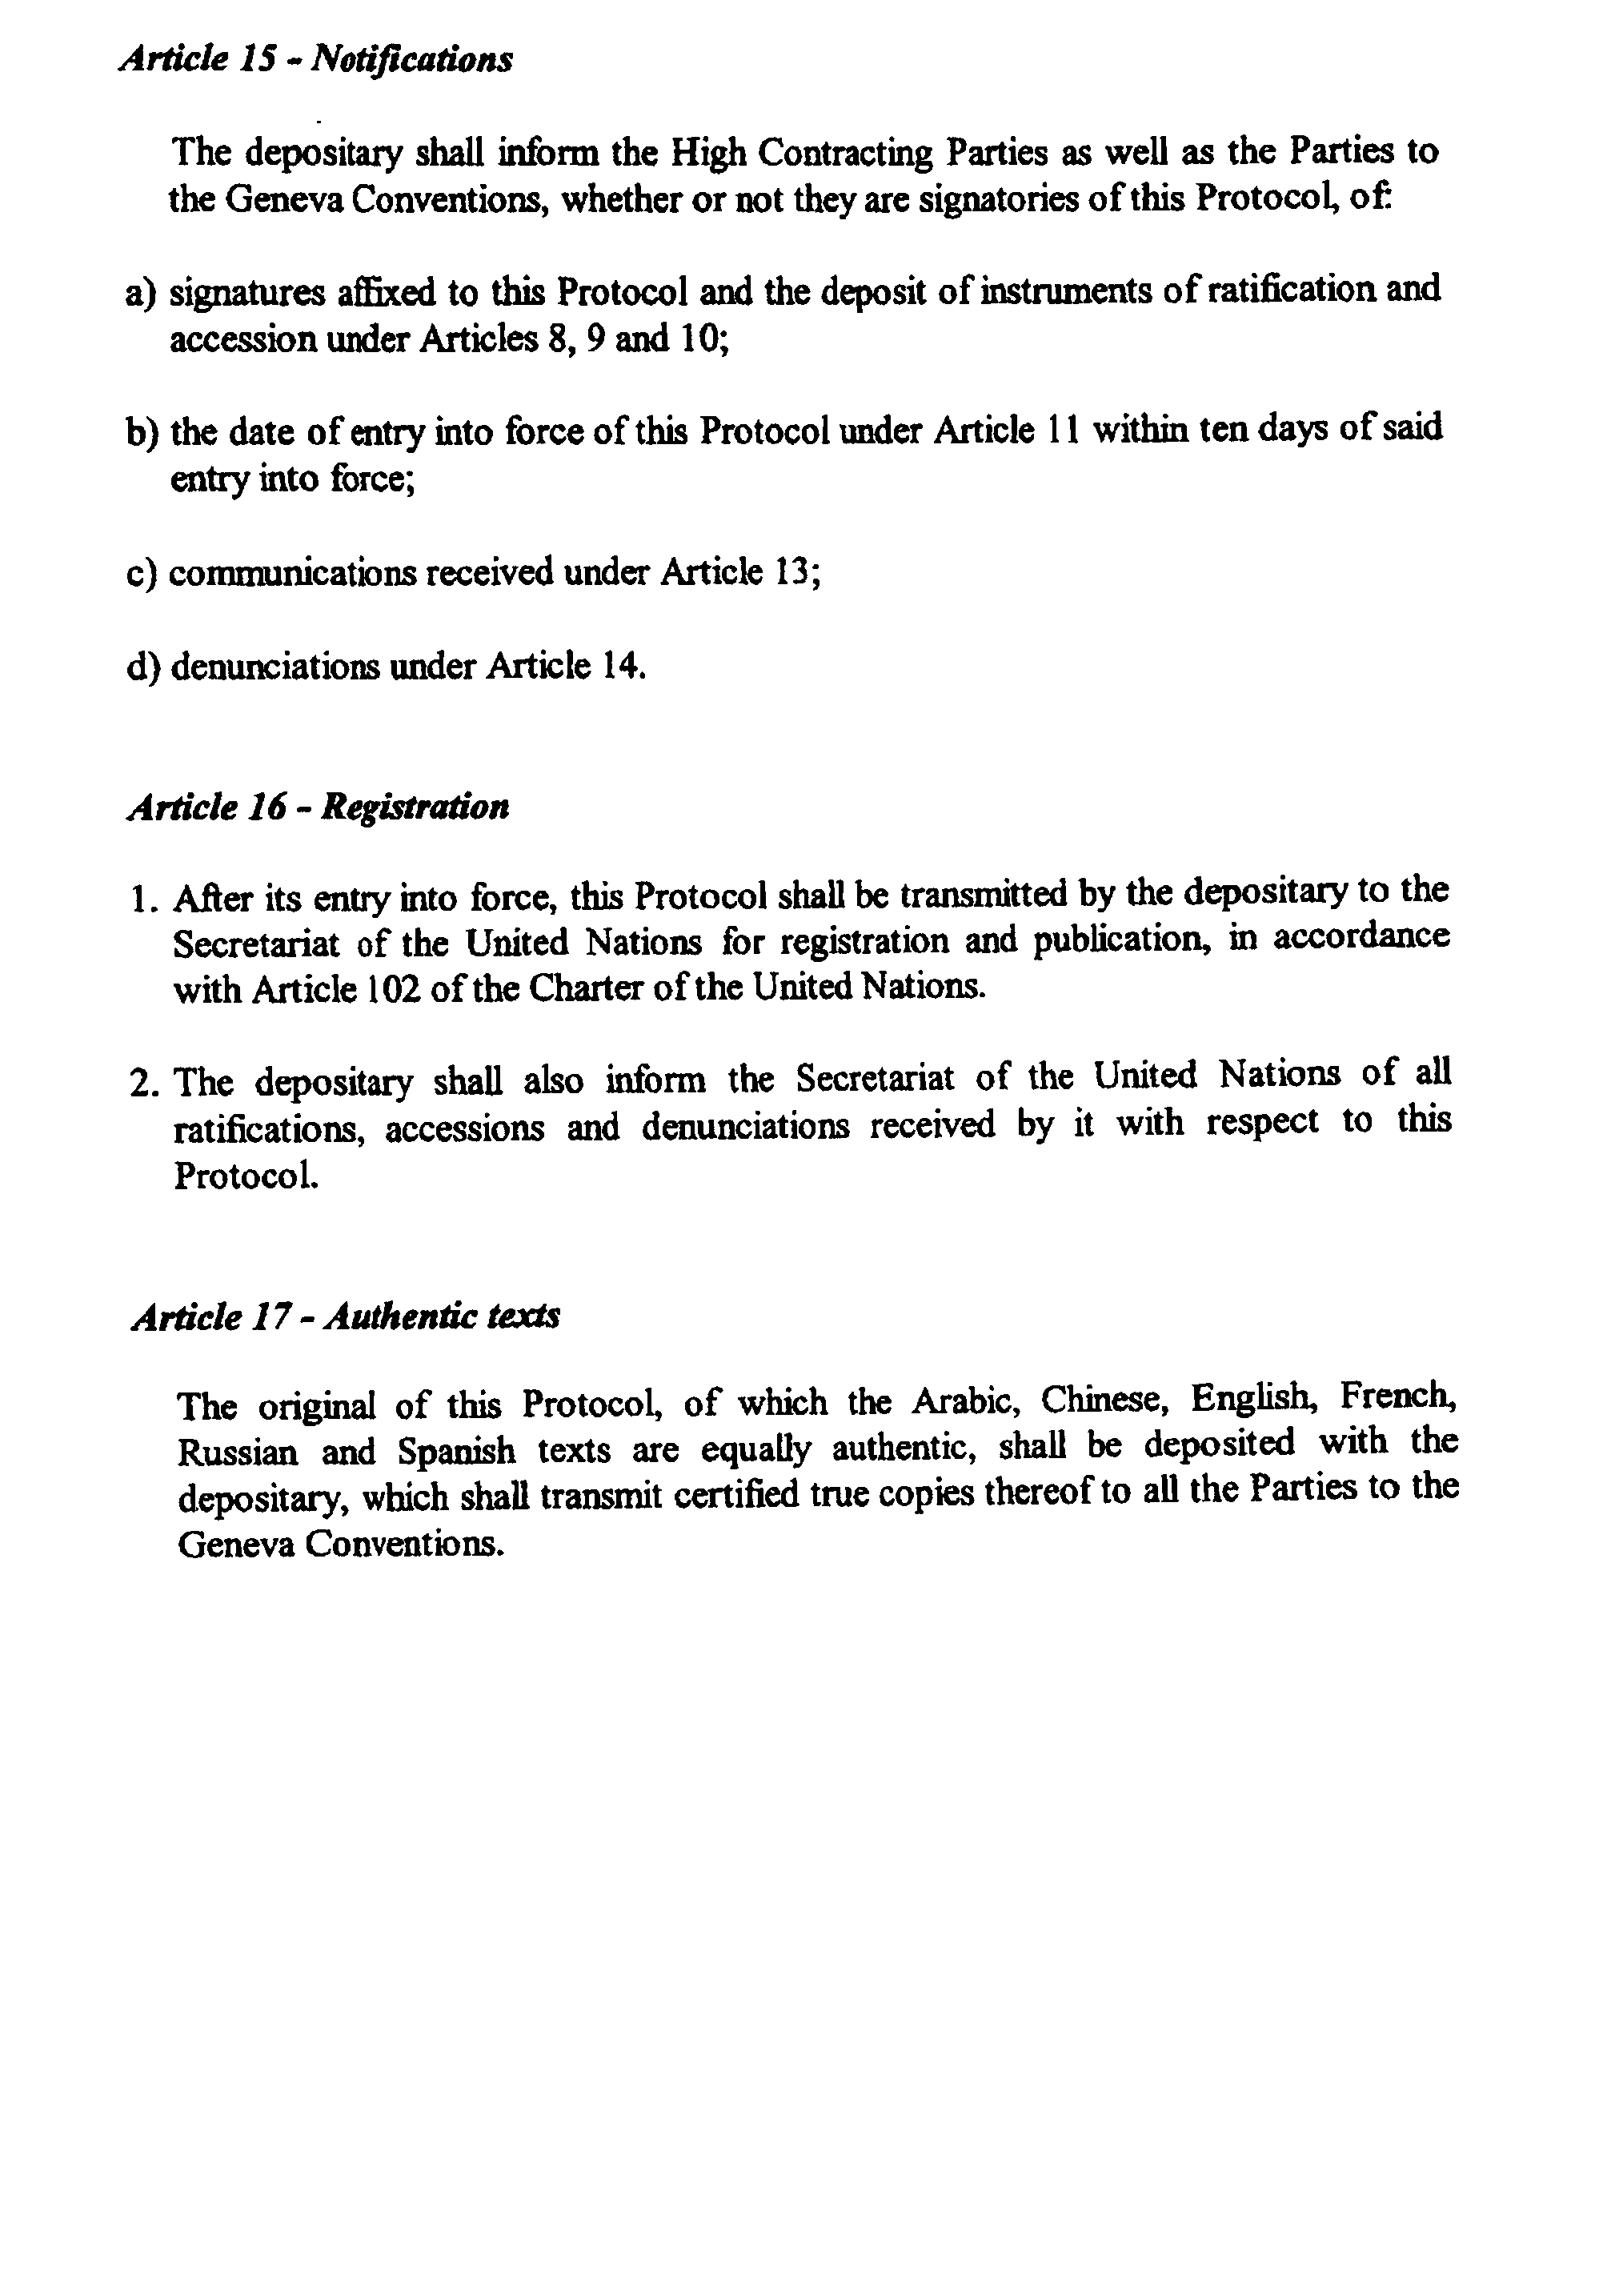 Article 15 - Notifications
The depositary shall inform the High Contracting Parties as well as the Parties to
the Geneva Conventions, whether or not they are signatories of this Protocol, of:
a) signatures affixed to this Protocol and the deposit of instruments of ratification and
accession under Articles 8, 9 and 10;
b) the date of entry into force of this Protocol under Article 11 within ten days of said
entry into force;
c) communications received under Article 13;
d) denunciations under Article 14.
Article 16 - Registration
1. After its entry into force, this Protocol shall be transmitted by the depositary to the
Secretariat of the United Nations for registration and publication, in accordance
with Article 102 of the Charter of the United Nations.
2. The depositary shall also inform the Secretariat of the United Nations of all
ratifications, accessions and denunciations received by it with respect to this
Protocol.
Article 17 - Authentic texts
The original of this Protocol, of which the Arabic, Chinese, English, French,
Russian and Spanish texts are equally authentic, shall be deposited with the
depositary, which shall transmit certified true copies thereof to all the Parties to the
Geneva Conventions.